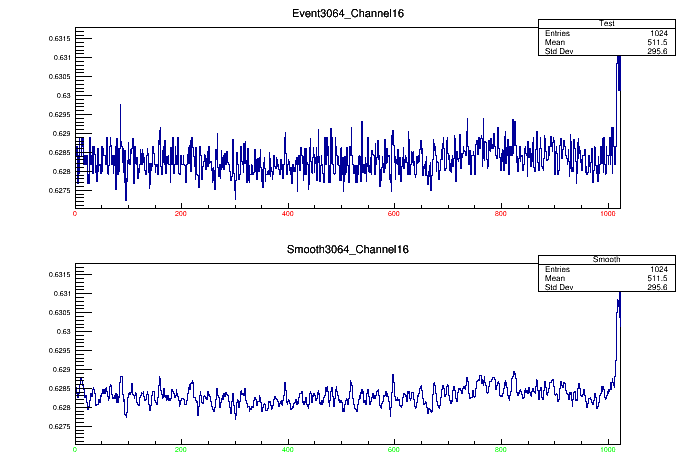 Event3064_Channel16
Test
Entries 1024
Mean 511.5
Std Dev 295.6
0.6315
0.631
0.6305
0.63
0.6295
0.629
0.6285
0.628
0.6275
0 200 400 600 800 1000
Smooth3064_Channel16
Smooth
Entries 1024
Mean 511.5
Std Dev 295.6
0.6315
0.631
0.6305
0.63
0.6295
0.629
0.6285
0.628
0.6275
0 200 400 600 800 1000